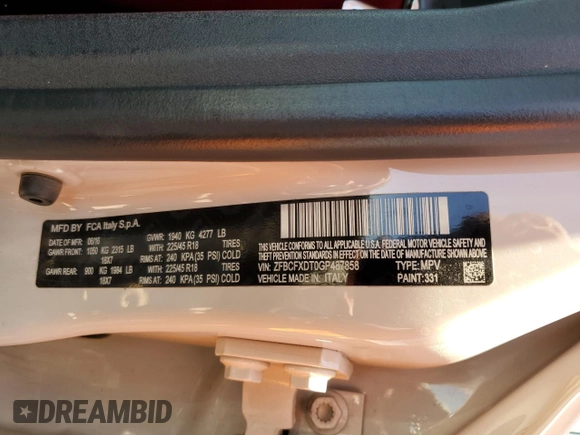 MFD BY FCA Italy S.p.A.
DATE OF MFR 06/16 GVWR: 1940 KG 4277 LB
GAWR FRONT: 1050 KG 2315 LB WITH: 225/45 R18 TIRES
18X7 RIMS AT: 240 KPA(35 PSI) COLD
GAWR REAR: 900 KG 1984 LB WITH: 225/45 R18 TIRES
18X7 RIMS AT: 240 KPA(35 PSI) COLD
THIS VEHICLE CONFORMS TO ALL APPLICABLE U.S.A.
FEDERAL MOTOR VEHICLE SAFETY AND THEFT
PREVENTION STANDARDS IN EFFECT
ON THE DATE OF MANUFACTURE SHOWN ABOVE.
VIN: ZFBCFXDT0GP487858 TYPE: MPV
VEHICLE MADE IN: ITALY PAINT: 331
DREAMBID